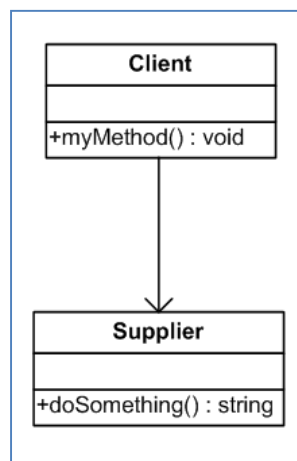 Client
+myMethod() : void
Supplier
+doSomething() : string